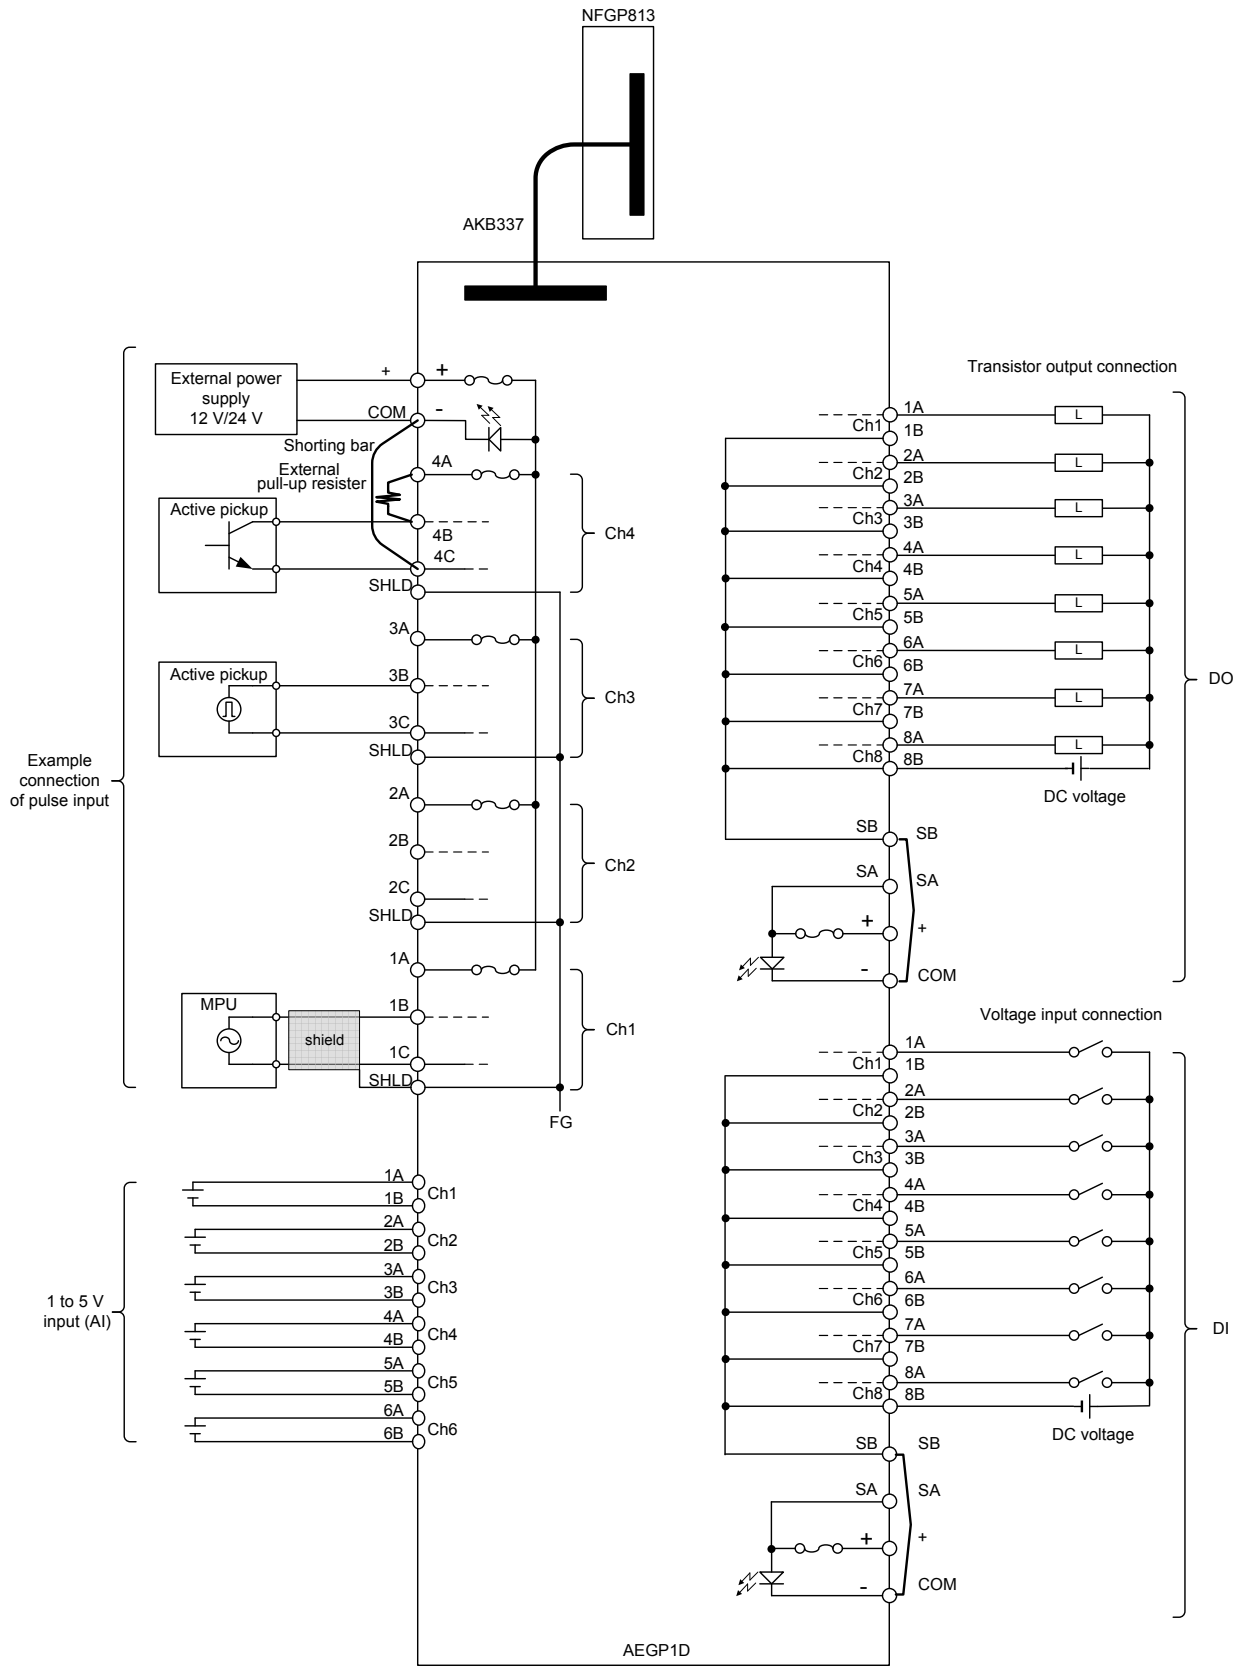 NFGP813
AKB337
External power
supply
12 V/24 V
+
+
COM
-
Shorting bar
4A
External
pull-up resister
Active pickup
4B
4C
SHLD
Ch4
3A
Active pickup
3B
3C
SHLD
Ch3
Example
connection
of pulse input
2A
2B
2C
SHLD
Ch2
1A
MPU
1B
shield
1C
SHLD
Ch1
FG
1 to 5 V
input (AI)
1A
1B
Ch1
2A
2B
Ch2
3A
3B
Ch3
4A
4B
Ch4
5A
5B
Ch5
6A
6B
Ch6
Transistor output connection
1A
Ch1
1B
L
2A
Ch2
2B
L
3A
Ch3
3B
L
4A
Ch4
4B
L
5A
Ch5
5B
L
6A
Ch6
6B
L
7A
Ch7
7B
L
8A
Ch8
8B
L
DC voltage
DO
SB
SB
SA
SA
+
+
-
COM
Voltage input connection
1A
Ch1
1B
2A
Ch2
2B
3A
Ch3
3B
4A
Ch4
4B
5A
Ch5
5B
6A
Ch6
6B
7A
Ch7
7B
8A
Ch8
8B
DC voltage
DI
SB
SB
SA
SA
+
+
-
COM
AEGP1D